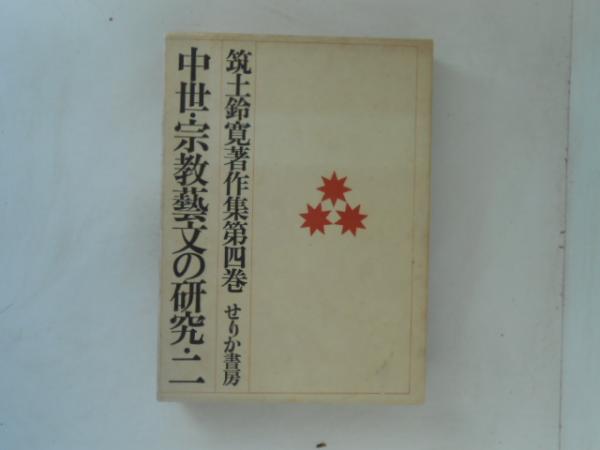 筑土鈴寛著作集第四巻 せりか書房
中世・宗教藝文の研究・二